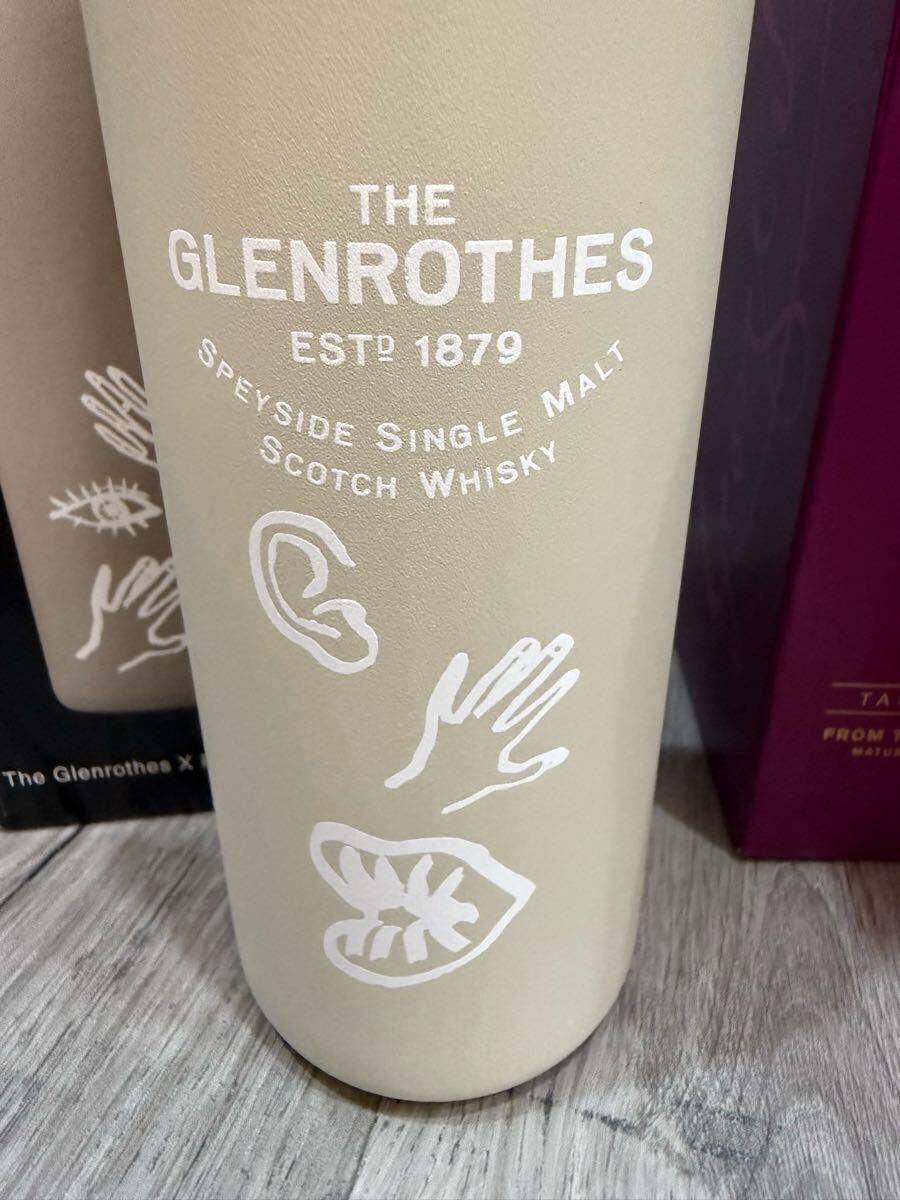 THE
GLENROTHES
ESTD 1879
SPEYSIDE SINGLE MALT
SCOTCH WHISKY
The Glenrothes X
FROM